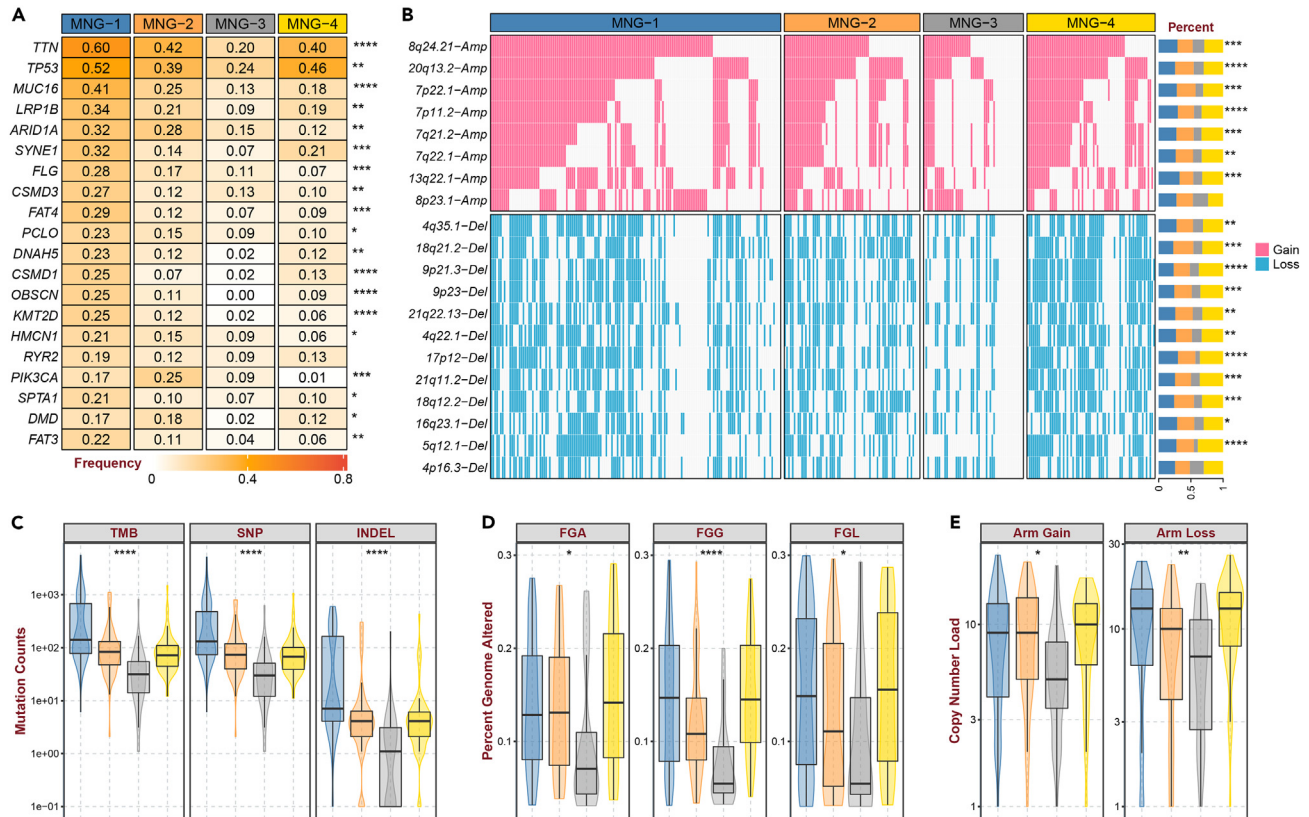 A
MNG−1 MNG−2 MNG−3 MNG−4
TTN 0.60 0.42 0.20 0.40 ****
TP53 0.52 0.39 0.24 0.46 **
MUC16 0.41 0.25 0.13 0.18 ****
LRP1B 0.34 0.21 0.09 0.19 **
ARID1A 0.32 0.28 0.15 0.12 **
SYNE1 0.32 0.14 0.07 0.21 ***
FLG 0.28 0.17 0.11 0.07 ***
CSMD3 0.27 0.12 0.13 0.10 **
FAT4 0.29 0.12 0.07 0.09 ***
PCLO 0.23 0.15 0.09 0.10 *
DNAH5 0.23 0.12 0.02 0.12 **
CSMD1 0.25 0.07 0.02 0.13 ****
OBSCN 0.25 0.11 0.00 0.09 ****
KMT2D 0.25 0.12 0.02 0.06 ****
HMCN1 0.21 0.15 0.09 0.06 *
RYR2 0.19 0.12 0.09 0.13
PIK3CA 0.17 0.25 0.09 0.01 ***
SPTA1 0.21 0.10 0.07 0.10 *
DMD 0.17 0.18 0.02 0.12 *
FAT3 0.22 0.11 0.04 0.06 **
Frequency
0 0.4 0.8
B
MNG−1 MNG−2 MNG−3 MNG−4 Percent
8q24.21−Amp ***
20q13.2−Amp ****
7p22.1−Amp ***
7p11.2−Amp ****
7q21.2−Amp ***
7q22.1−Amp **
13q22.1−Amp ***
8p23.1−Amp
4q35.1−Del **
18q21.2−Del ***
9p21.3−Del ****
9p23−Del ***
21q22.13−Del **
4q22.1−Del **
17p12−Del ****
21q11.2−Del ***
18q12.2−Del ***
16q23.1−Del *
5q12.1−Del ****
4p16.3−Del
0 0.5 1
Gain
Loss
C
TMB SNP INDEL
**** **** ****
Mutation Counts
1e+03
1e+02
1e+01
1e+00
1e−01
D
FGA FGG FGL
* **** *
Percent Genome Altered
0.3 0.3 0.3
0.2 0.2 0.2
0.1 0.1 0.1
E
Arm Gain Arm Loss
* **
Copy Number Load
30
10 10
3 3
1 1